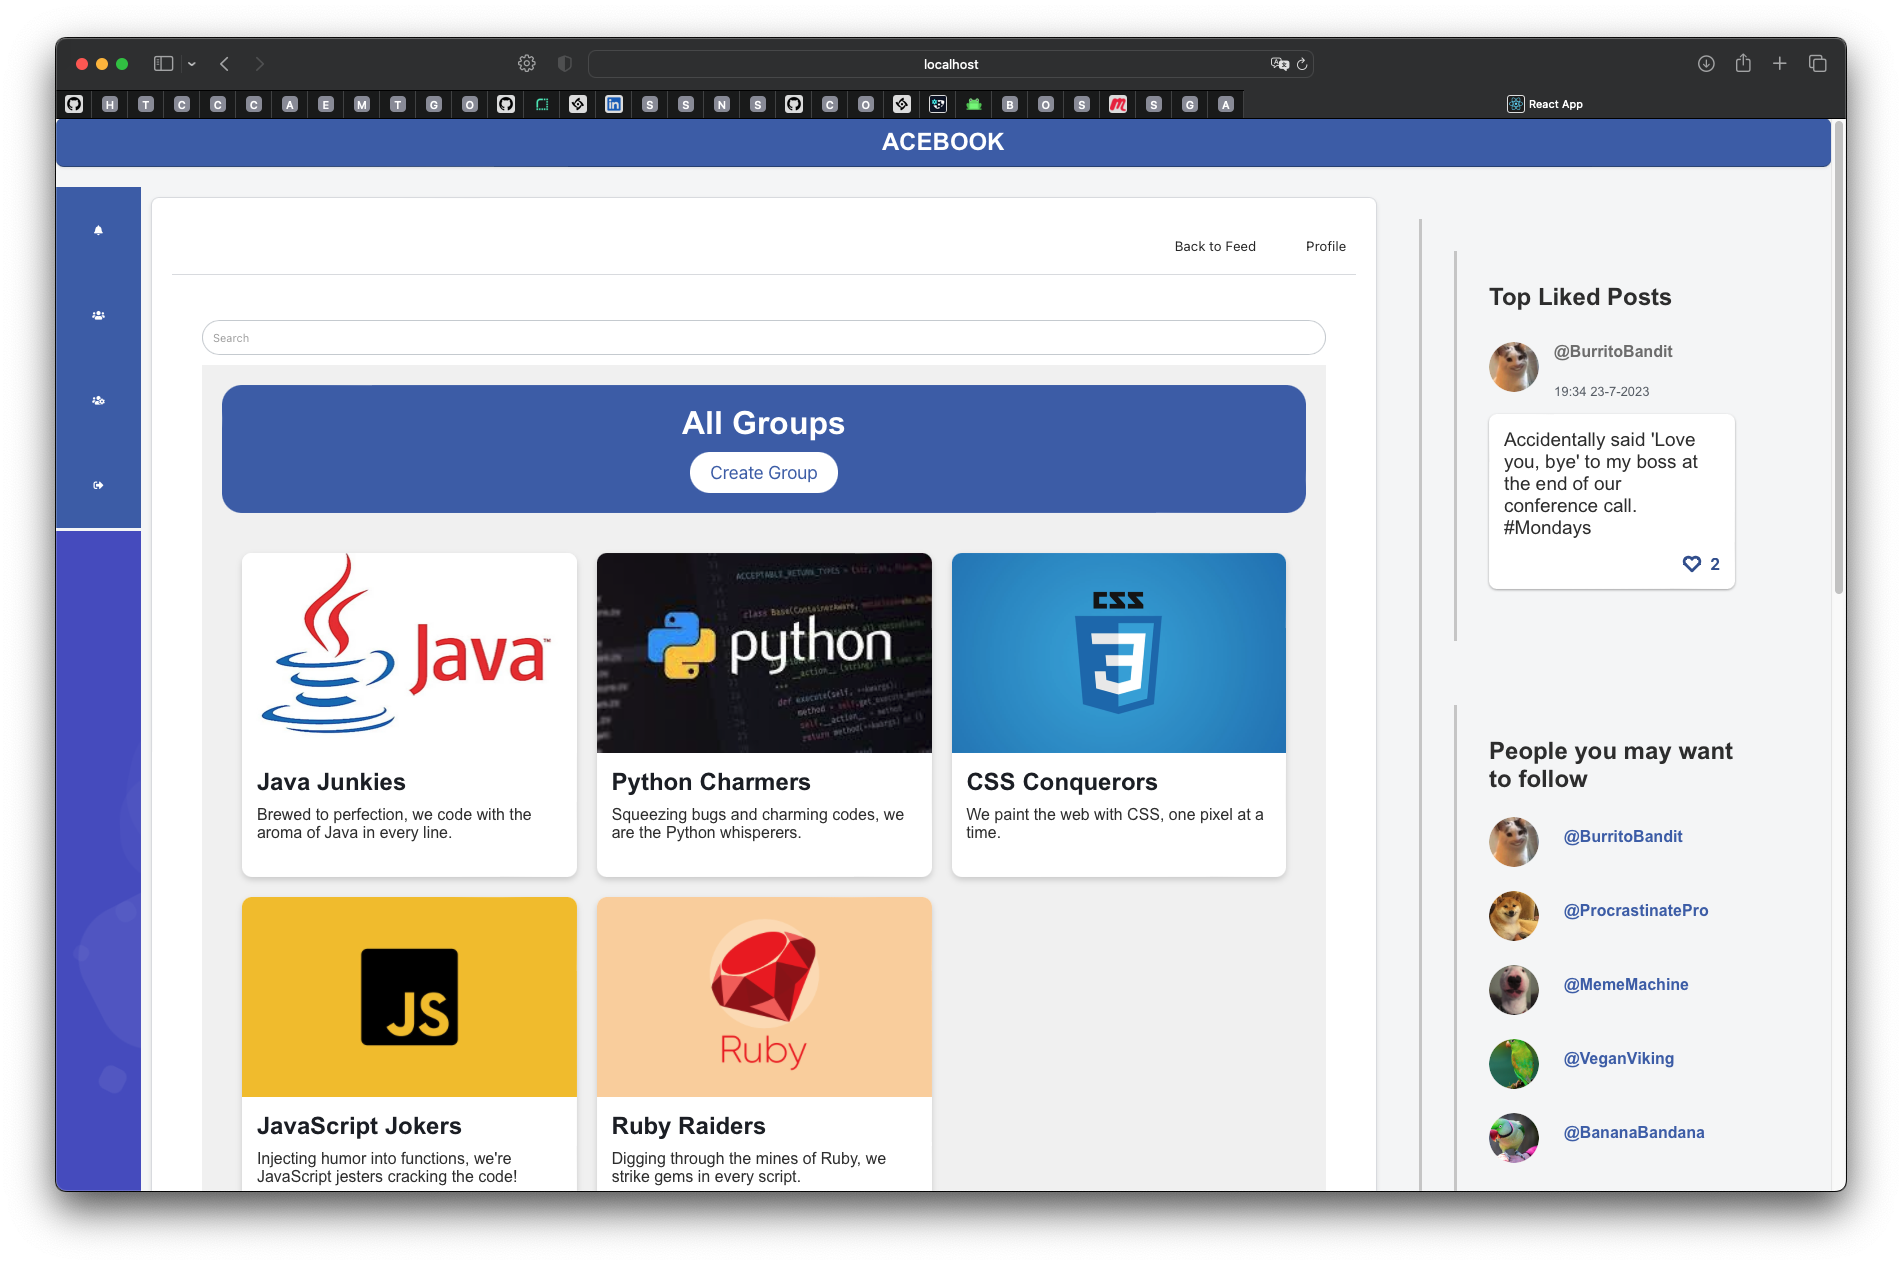 localhost
H T C C C A E M T G O in S S N S C O B O S m S G A
React App
ACEBOOK
Back to Feed
Profile
Search
All Groups
Create Group
Java™
ACCEPTABLE_RETURN_TYPES
python
CSS
3
Java Junkies
Brewed to perfection, we code with the
aroma of Java in every line.
Python Charmers
Squeezing bugs and charming codes, we
are the Python whisperers.
CSS Conquerors
We paint the web with CSS, one pixel at a
time.
JS
Ruby
JavaScript Jokers
Injecting humor into functions, we're
JavaScript jesters cracking the code!
Ruby Raiders
Digging through the mines of Ruby, we
strike gems in every script.
Top Liked Posts
@BurritoBandit
19:34 23-7-2023
Accidentally said 'Love
you, bye' to my boss at
the end of our
conference call.
#Mondays
2
People you may want
to follow
@BurritoBandit
@ProcrastinatePro
@MemeMachine
@VeganViking
@BananaBandana